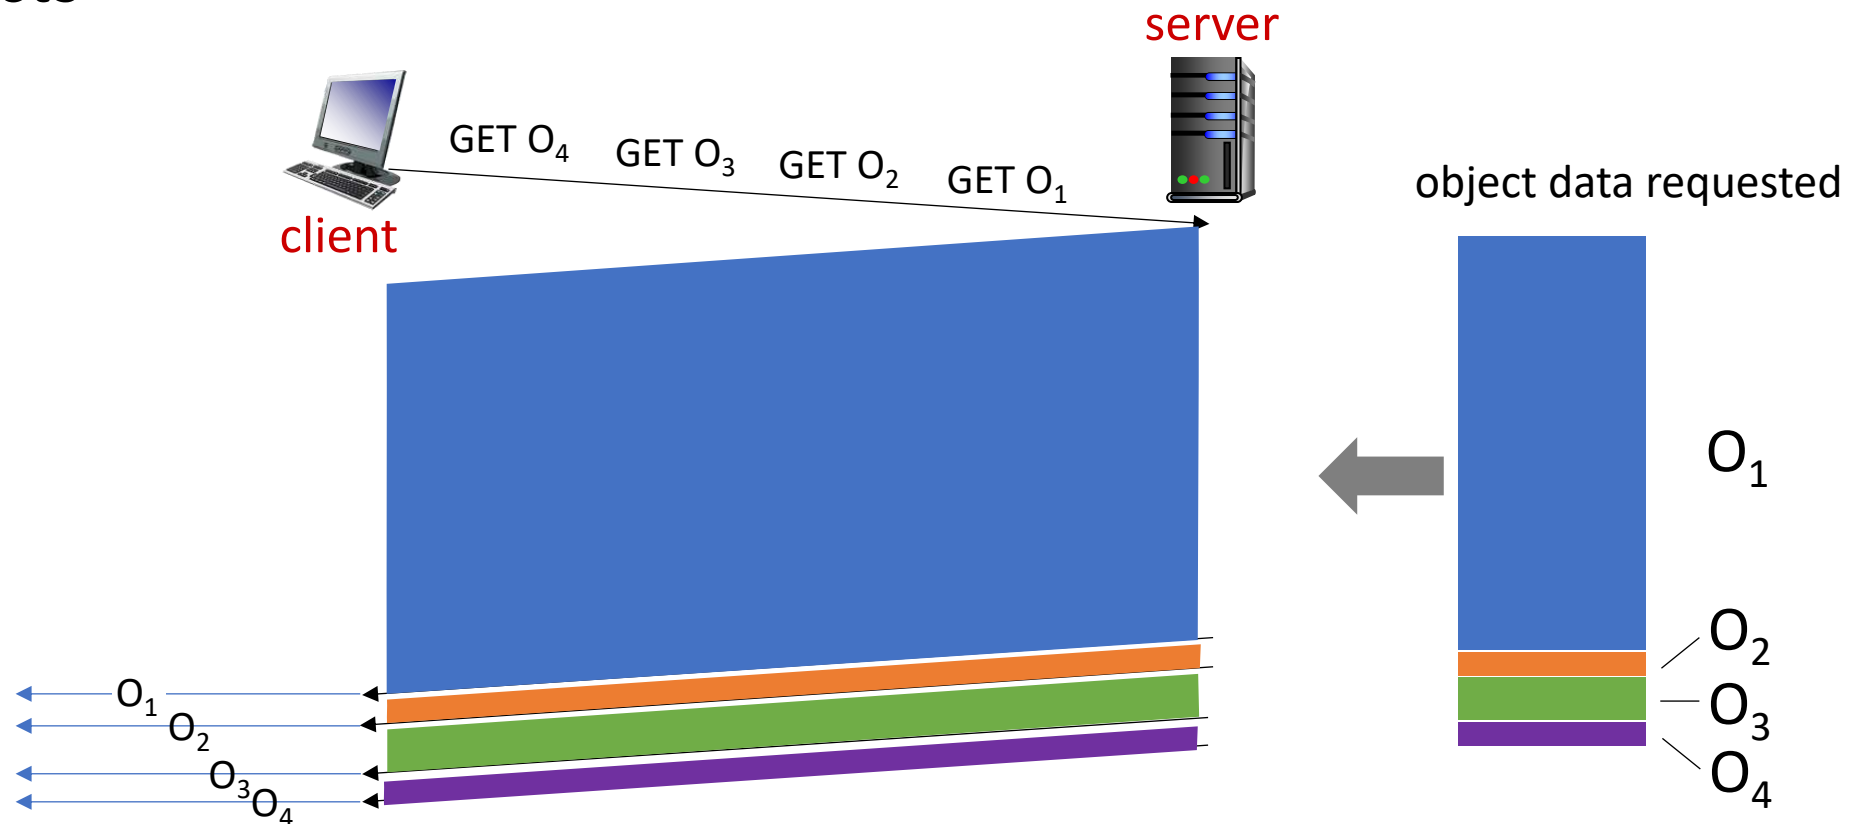 server
GET O₄ GET O₃ GET O₂ GET O₁
object data requested
client
O₁
O₂
O₃
O₄
O₁
O₂
O₃
O₄